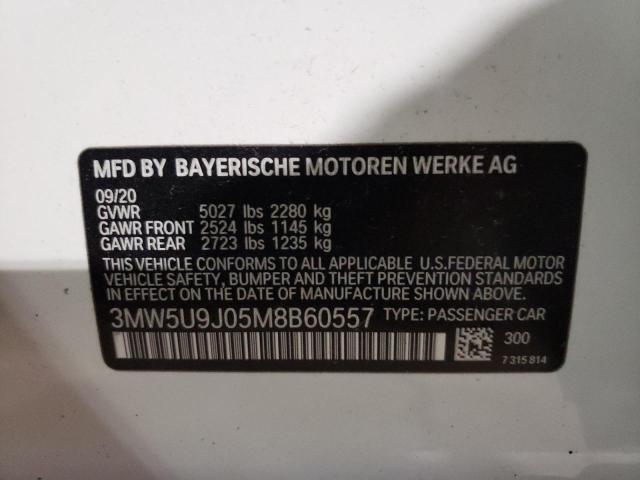 MFD BY BAYERISCHE MOTOREN WERKE AG
09/20
GVWR 5027 lbs 2280 kg
GAWR FRONT 2524 lbs 1145 kg
GAWR REAR 2723 lbs 1235 kg
THIS VEHICLE CONFORMS TO ALL APPLICABLE U.S.FEDERAL MOTOR
VEHICLE SAFETY, BUMPER AND THEFT PREVENTION STANDARDS
IN EFFECT ON THE DATE OF MANUFACTURE SHOWN ABOVE.
3MW5U9J05M8B60557 TYPE: PASSENGER CAR
300
7 315 814